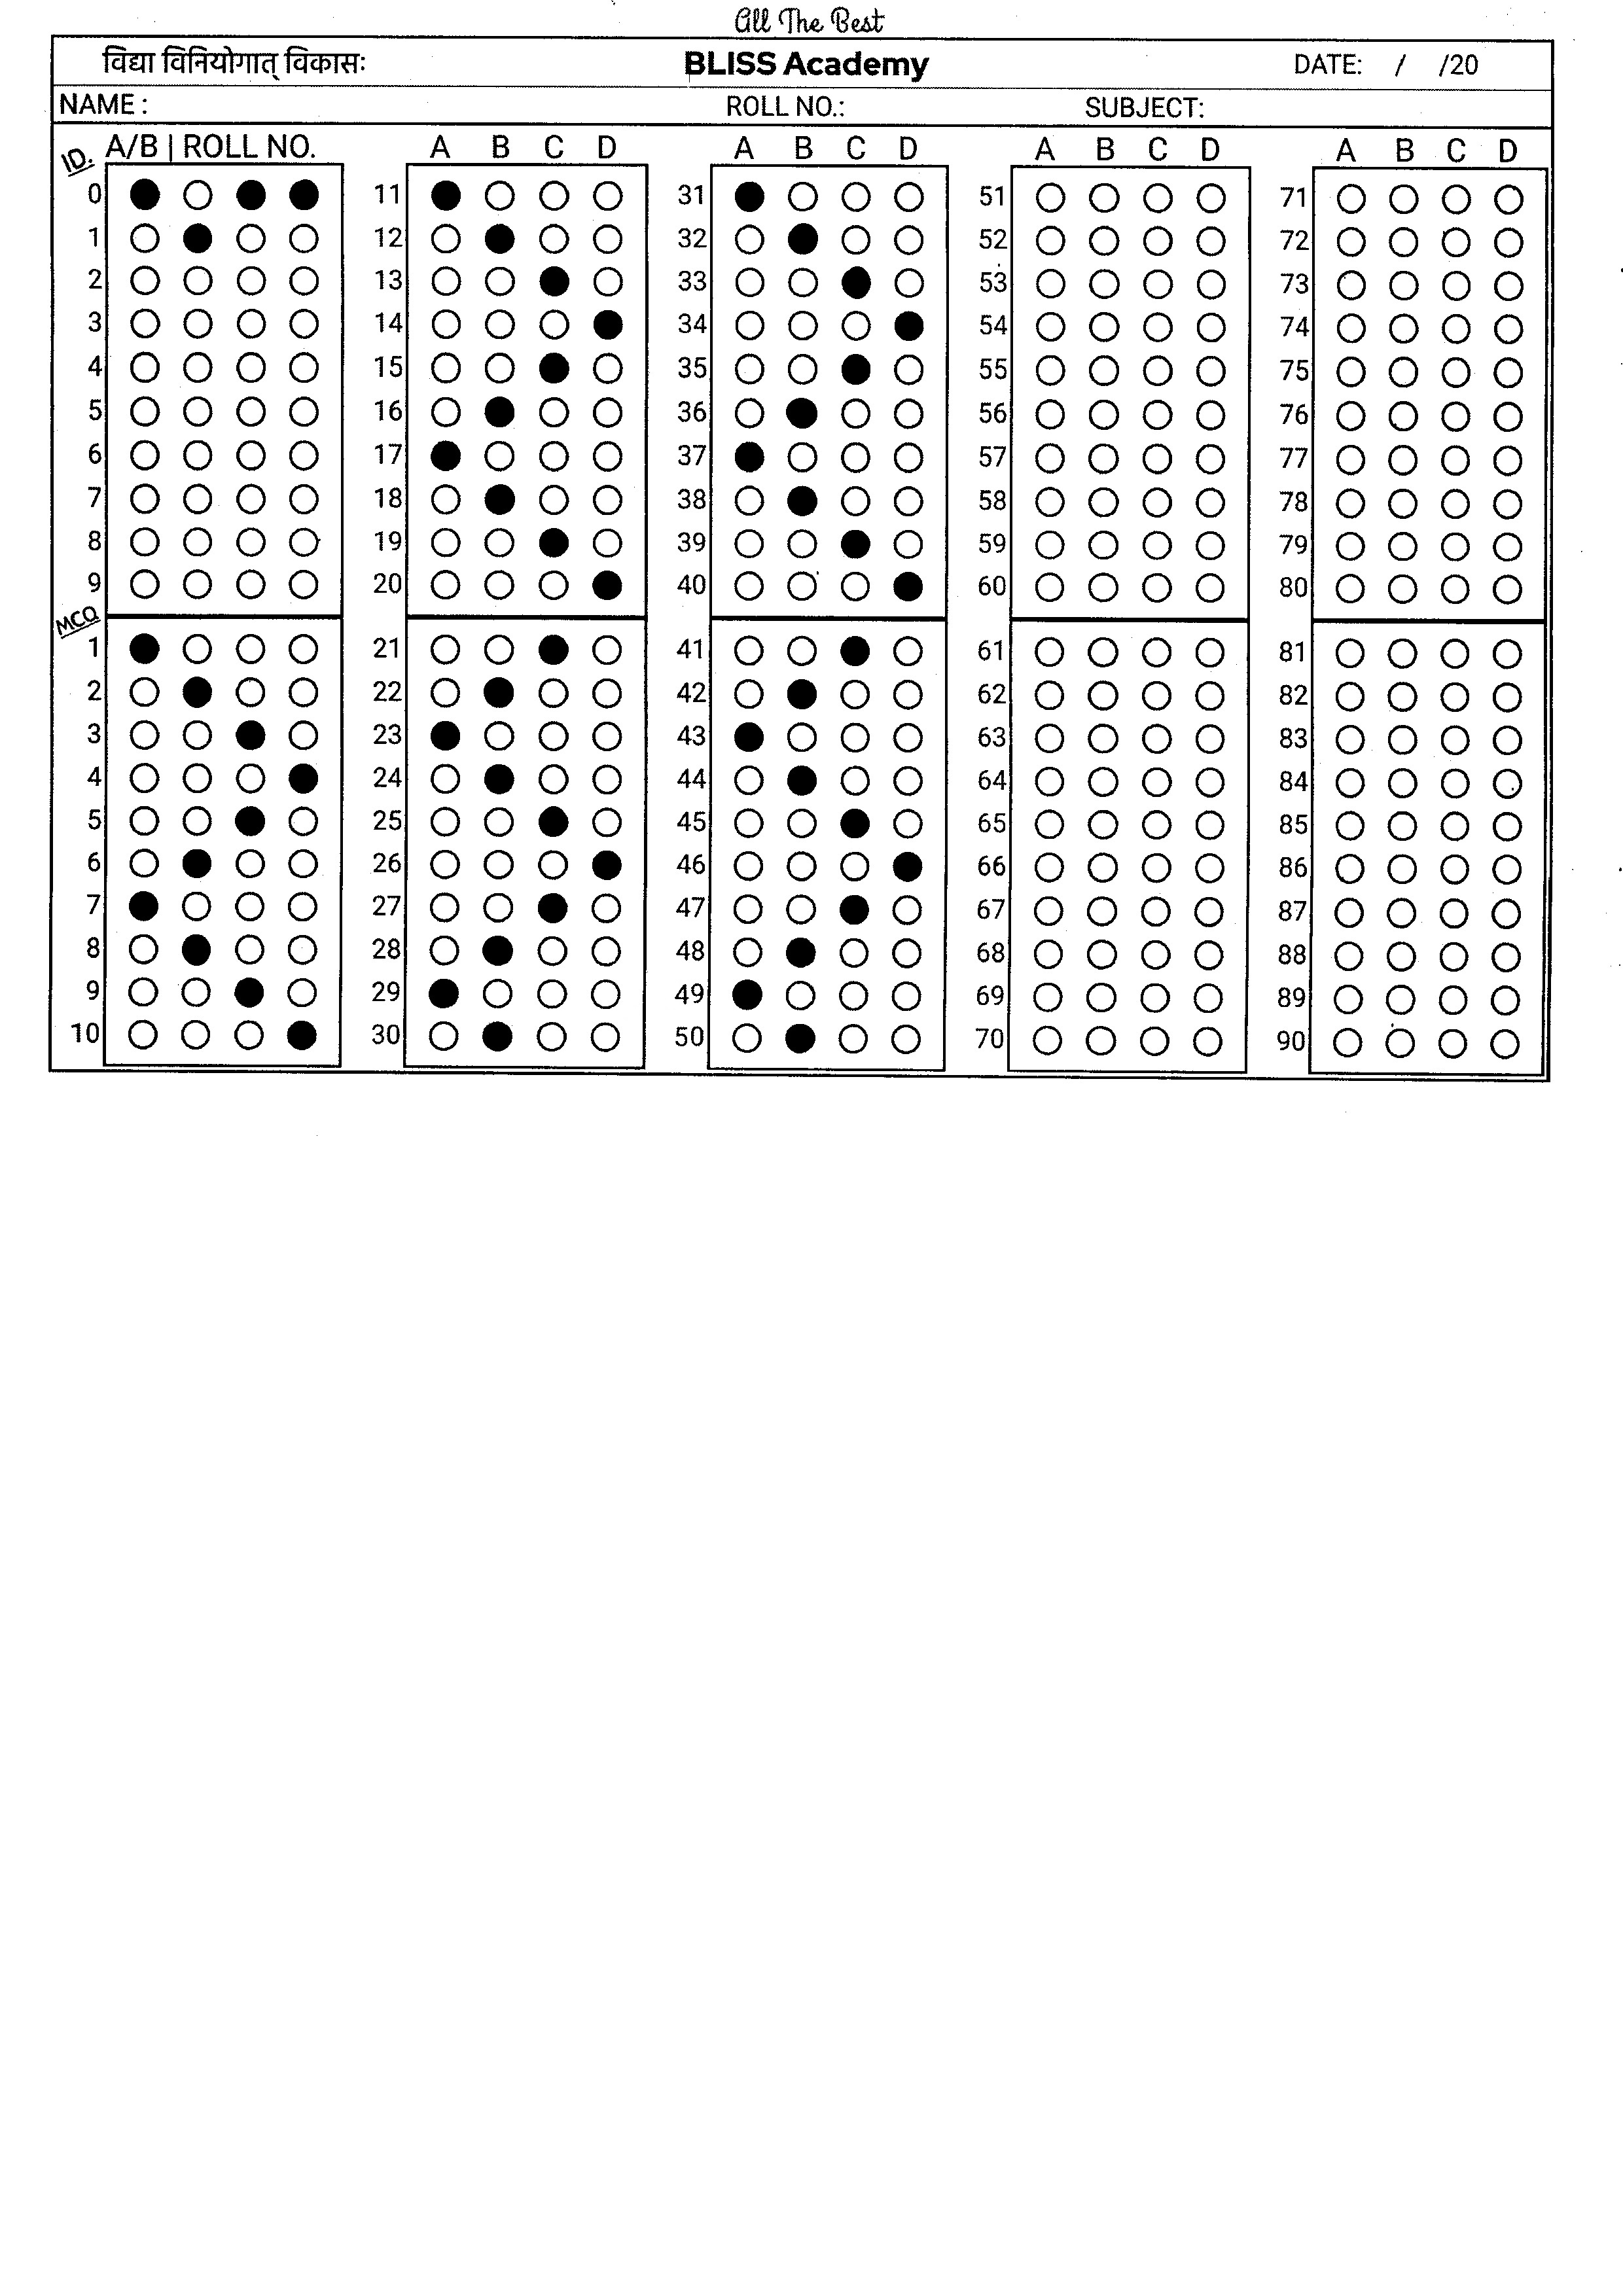 All The Best
विद्या विनियोगात् विकासः BLISS Academy DATE: / /20
NAME : ROLL NO.: SUBJECT:
ID. A/B | ROLL NO. A B C D A B C D A B C D A B C D
0 11 31 51 71
1 12 32 52 72
2 13 33 53 73
3 14 34 54 74
4 15 35 55 75
5 16 36 56 76
6 17 37 57 77
7 18 38 58 78
8 19 39 59 79
9 20 40 60 80
MCQ
1 21 41 61 81
2 22 42 62 82
3 23 43 63 83
4 24 44 64 84
5 25 45 65 85
6 26 46 66 86
7 27 47 67 87
8 28 48 68 88
9 29 49 69 89
10 30 50 70 90